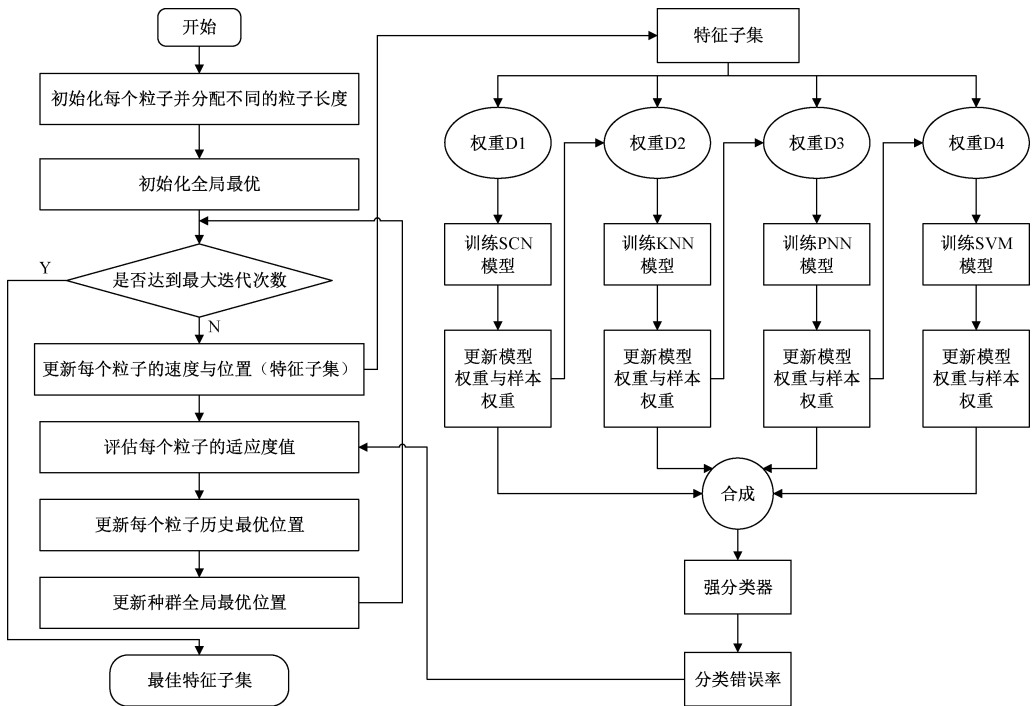 开始
初始化每个粒子并分配不同的粒子长度
初始化全局最优
Y
是否达到最大迭代次数
N
更新每个粒子的速度与位置（特征子集）
评估每个粒子的适应度值
更新每个粒子历史最优位置
更新种群全局最优位置
最佳特征子集
特征子集
权重D1
权重D2
权重D3
权重D4
训练SCN
模型
训练KNN
模型
训练PNN
模型
训练SVM
模型
更新模型
权重与样本
权重
更新模型
权重与样本
权重
更新模型
权重与样本
权重
更新模型
权重与样本
权重
合成
强分类器
分类错误率